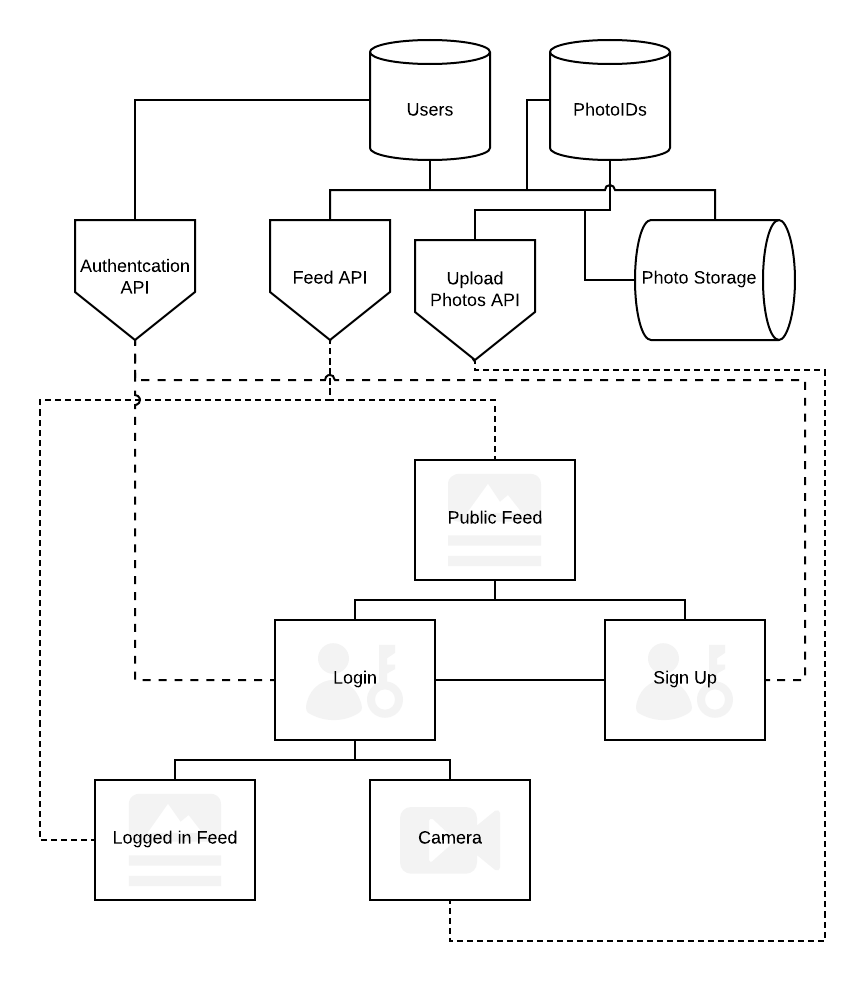 Users
PhotoIDs
Authentcation
API
Feed API
Upload
Photos API
Photo Storage
Public Feed
Login
Sign Up
Logged in Feed
Camera